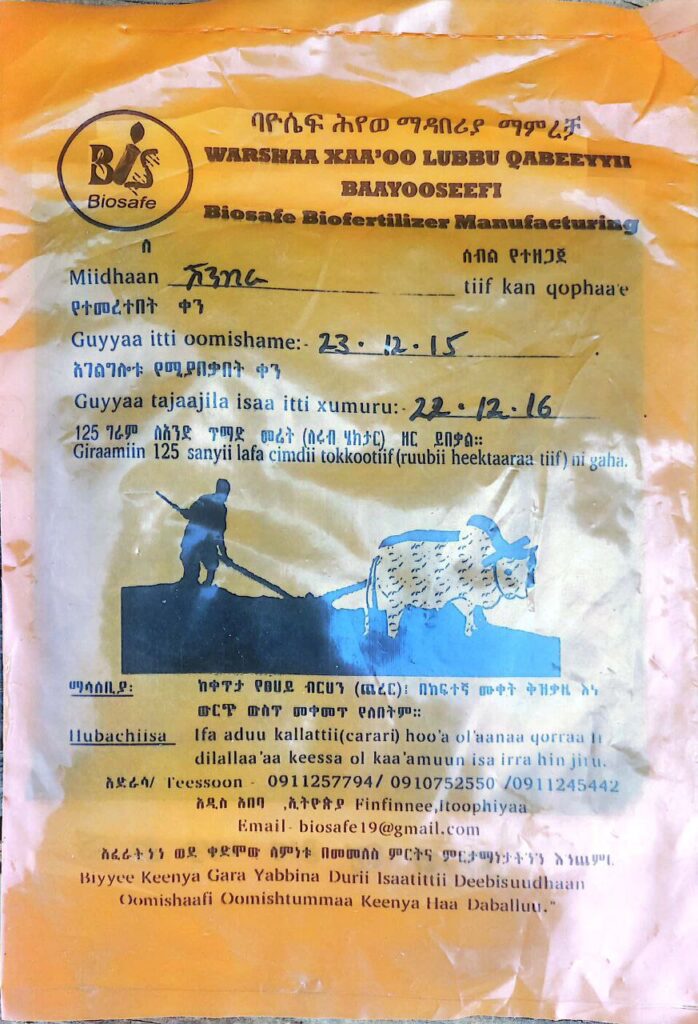 BIS
Biosafe
ባዮሴፍ ሕያው ማዳበሪያ ማምረቻ
WARSHAA XAA'OO LUBBU QABEEYYII
BAAYOOSEEFI
Biosafe Biofertilizer Manufacturing
ለ ሰብል የተዘጋጀ
Miidhaan ሽንብራ tiif kan qophaa'e
የተመረተበት ቀን
Guyyaa itti oomishame:- 23.12.15
አገልግሎቱ የሚያበቃበት ቀን
Guyyaa tajaajila isaa itti xumuru:- 22.12.16
125 ግራም ለአንድ ጥማድ መሬት (ለሩብ ሄክታር) ዘር ይበቃል።
Giraamiin 125 sanyii lafa cimdii tokkootiif (ruubii heektaaraa tiif) ni gaha.
ማሳሰቢያ: ከቀጥታ የፀሀይ ብርሀን (ጨረር)፣ በከፍተኛ ሙቀት ቅዝቃዜ እና
ውርጭ ውስጥ መቀመጥ የለበትም።
Hubachiisa Ifa aduu kallattii(carari) hoo'a ol'aanaa qorraa fi
dilallaa'aa keessa ol kaa'amuun isa irra hin jiru.
አድራሻ/ Teessoon - 0911257794/ 0910752550 /0911245442
አዲስ አበባ ,ኢትዮጵያ Finfinnee,Itoophiyaa
Email- biosafe19@gmail.com
አፈራችንን ወደ ቀድሞው ለምነቱ በመመለስ ምርትና ምርታማነታችንን እንጨምር
Biyyee Keenya Gara Yabbina Durii Isaatittii Deebisuudhaan
Oomishaafi Oomishtummaa Keenya Haa Daballuu."